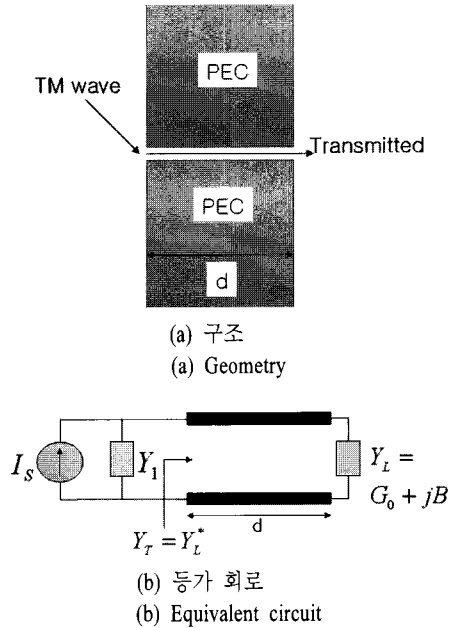 PEC
TM wave
Transmitted
PEC
d
(a) 구조
(a) Geometry
I_S
Y_1
Y_L =
G_0 + jB
d
Y_T = Y_L^*
(b) 등가 회로
(b) Equivalent circuit